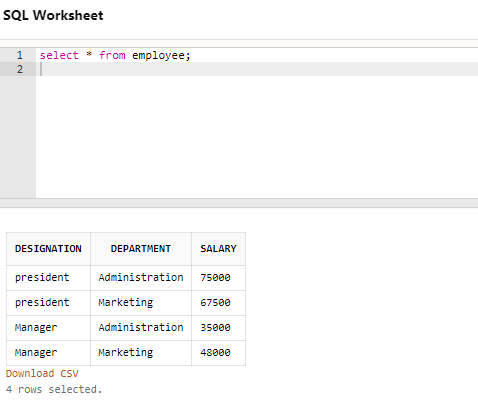 SQL Worksheet
1 select * from employee;
2
DESIGNATION DEPARTMENT SALARY
president Administration 75000
president Marketing 67500
Manager Administration 35000
Manager Marketing 48000
Download CSV
4 rows selected.